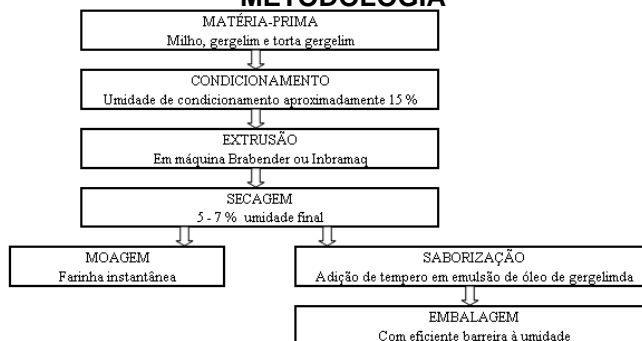 METODOLOGIA
MATÉRIA-PRIMA
Milho, gergelim e torta gergelim
CONDICIONAMENTO
Umidade de condicionamento aproximadamente 15 %
EXTRUSÃO
Em máquina Brabender ou Inbramaq
SECAGEM
5 - 7 % umidade final
MOAGEM
Farinha instantânea
SABORIZAÇÃO
Adição de tempero em emulsão de óleo de gergelimda
EMBALAGEM
Com eficiente barreira à umidade